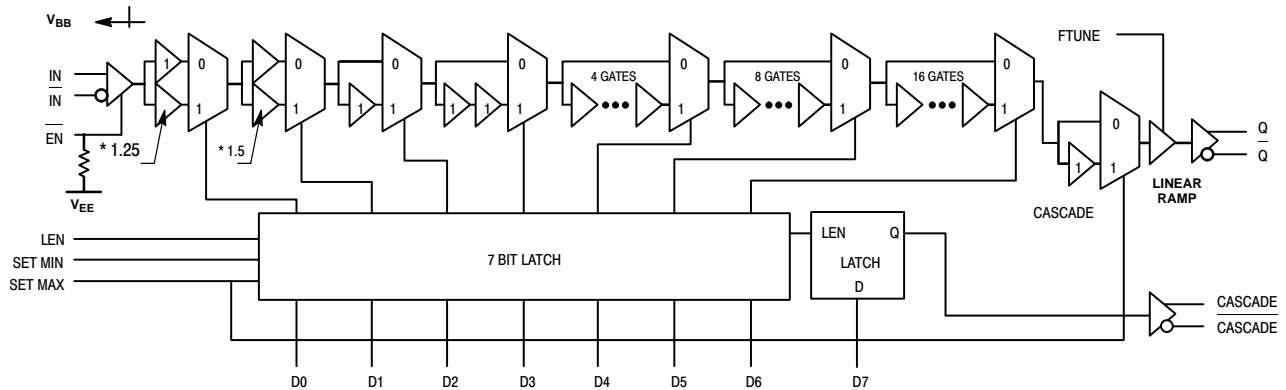 VBB
FTUNE
IN
IN
EN
VEE
* 1.25
* 1.5
1
0
1
0
1
0
1
1
0
1
1
1
0
1
4 GATES
0
1
8 GATES
0
1
16 GATES
0
1
0
1
1
CASCADE
LINEAR
RAMP
Q
Q
LEN
SET MIN
SET MAX
7 BIT LATCH
LEN
Q
LATCH
D
CASCADE
CASCADE
D0
D1
D2
D3
D4
D5
D6
D7